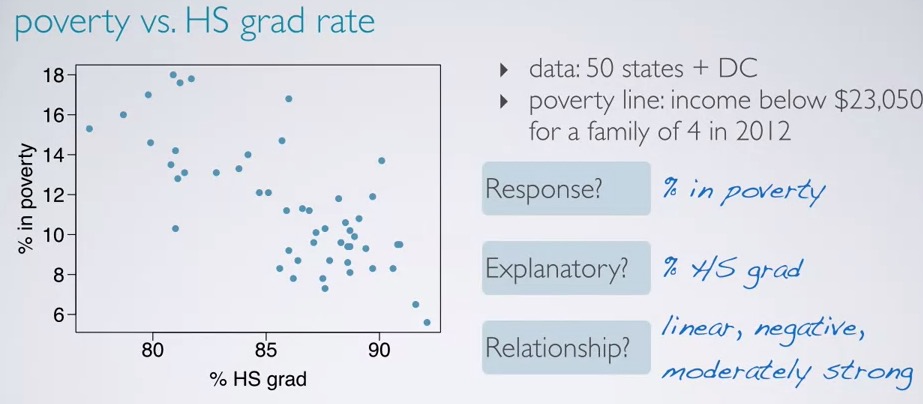 poverty vs. HS grad rate
% in poverty
18
16
14
12
10
8
6
80 85 90
% HS grad
data: 50 states + DC
poverty line: income below $23,050
for a family of 4 in 2012
Response? % in poverty
Explanatory? % HS grad
Relationship? linear, negative,
moderately strong